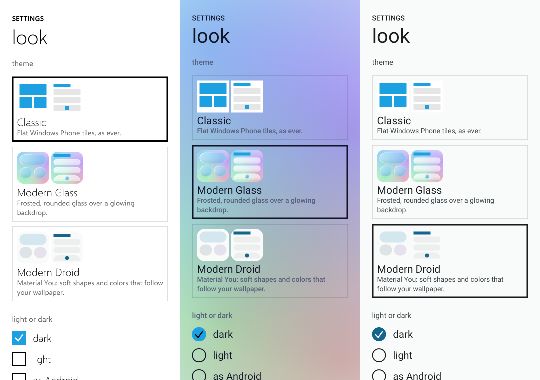 SETTINGS
look
theme
Classic
Flat Windows Phone tiles, as ever.
Modern Glass
Frosted, rounded glass over a glowing
backdrop.
Modern Droid
Material You: soft shapes and colors that follow
your wallpaper.
light or dark
dark
light
SETTINGS
look
theme
Classic
Flat Windows Phone tiles, as ever.
Modern Glass
Frosted, rounded glass over a glowing
backdrop.
Modern Droid
Material You: soft shapes and colors that
follow your wallpaper.
light or dark
dark
light
as Android
SETTINGS
look
theme
Classic
Flat Windows Phone tiles, as ever.
Modern Glass
Frosted, rounded glass over a glowing
backdrop.
Modern Droid
Material You: soft shapes and colors that
follow your wallpaper.
light or dark
dark
light
as Android